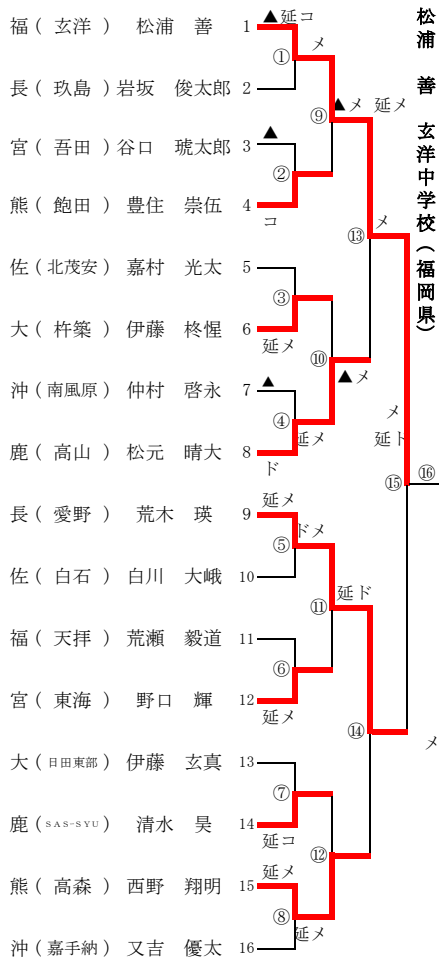 松浦 善 玄洋中学校（福岡県）
福（玄洋） 松浦 善 1 ▲延コ
① メ
長（玖島）岩坂 俊太郎 2
⑨ ▲メ 延メ
宮（吾田）谷口 琥太郎 3 ▲
②
熊（飽田） 豊住 崇伍 4
コ
⑬ メ
佐（北茂安） 嘉村 光太 5
③
大（杵築） 伊藤 柊惺 6
延メ
⑩ ▲メ
沖（南風原） 仲村 啓永 7 ▲
④ 延メ
鹿（高山） 松元 晴大 8
ド
メ
延ド
⑮ ⑯
延メ
長（愛野） 荒木 瑛 9
⑤ ドメ
佐（白石） 白川 大峨 10
⑪ 延ド
福（天拝） 荒瀬 毅道 11
⑥
宮（東海） 野口 輝 12
延メ
⑭ メ
大（日田東部） 伊藤 玄真 13
⑦
鹿（SAS-SYU） 清水 昊 14
延コ
⑫
延メ
熊（高森） 西野 翔明 15
⑧ 延メ
沖（嘉手納） 又吉 優太 16